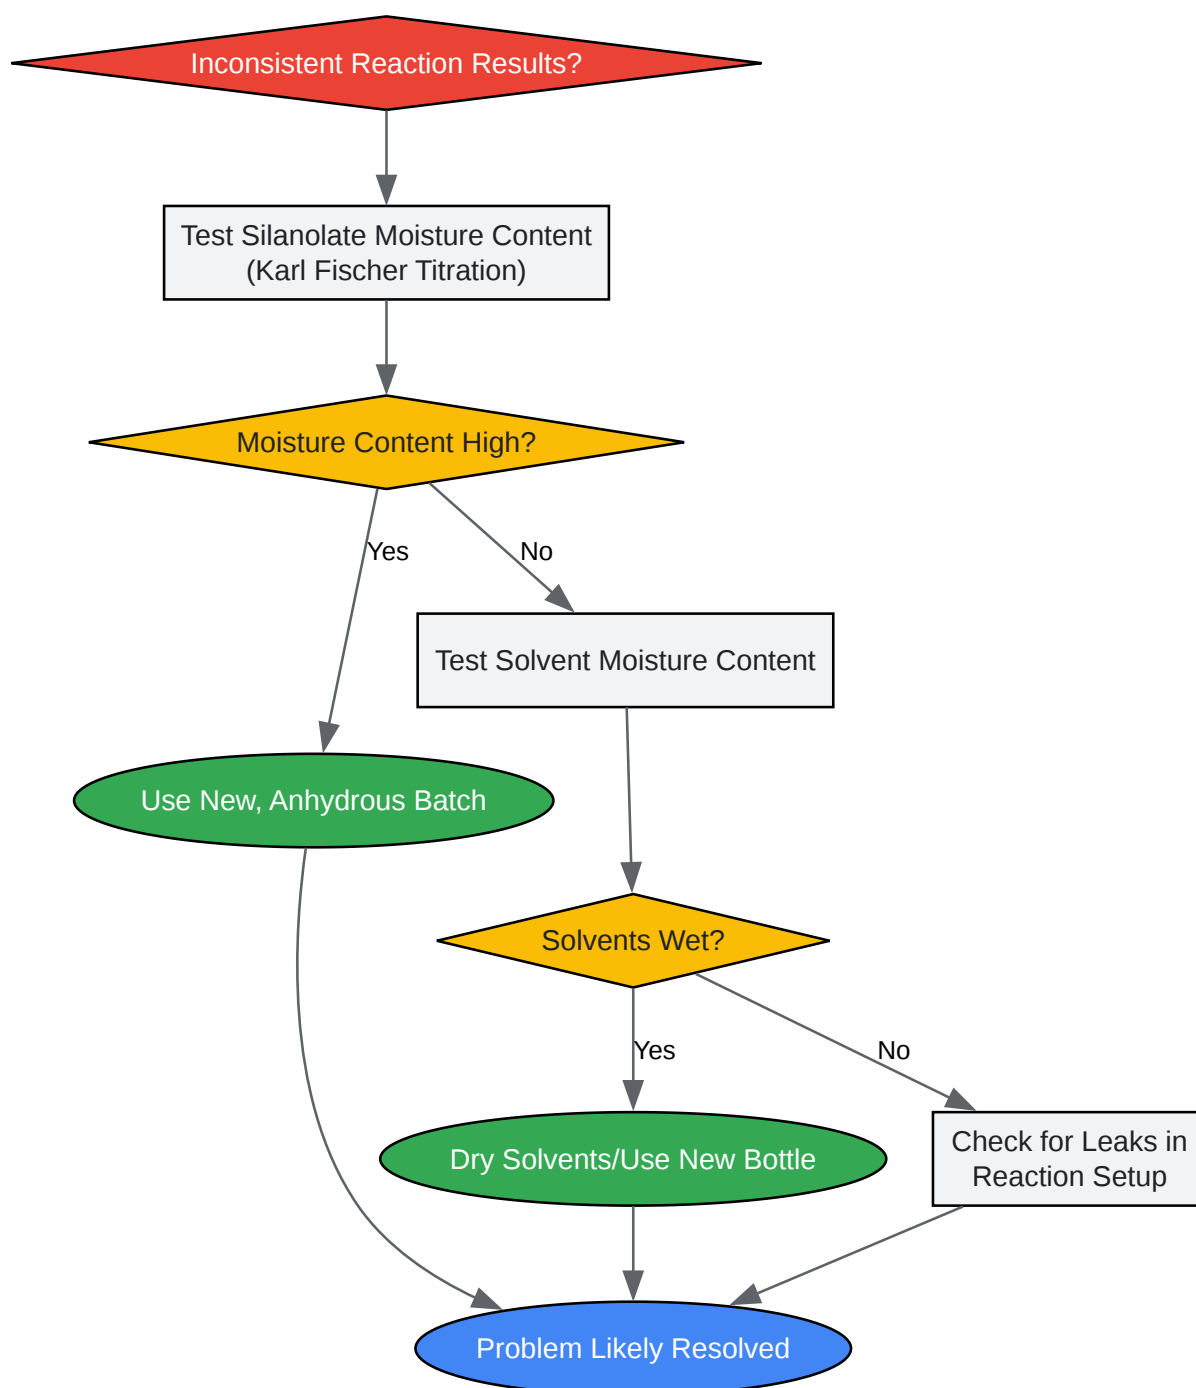 Inconsistent Reaction Results?
Test Silanolate Moisture Content
(Karl Fischer Titration)
Moisture Content High?
Yes
No
Test Solvent Moisture Content
Use New, Anhydrous Batch
Solvents Wet?
Yes
No
Dry Solvents/Use New Bottle
Check for Leaks in
Reaction Setup
Problem Likely Resolved